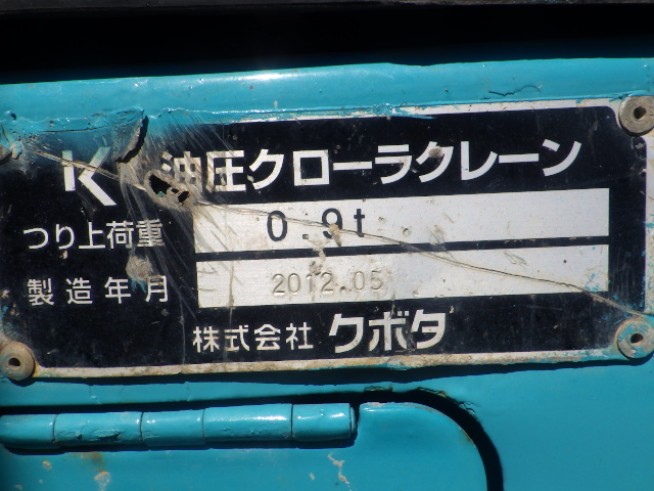 K 油圧クローラクレーン
つり上荷重 0.9t
製造年月 2012.05
株式会社 クボタ